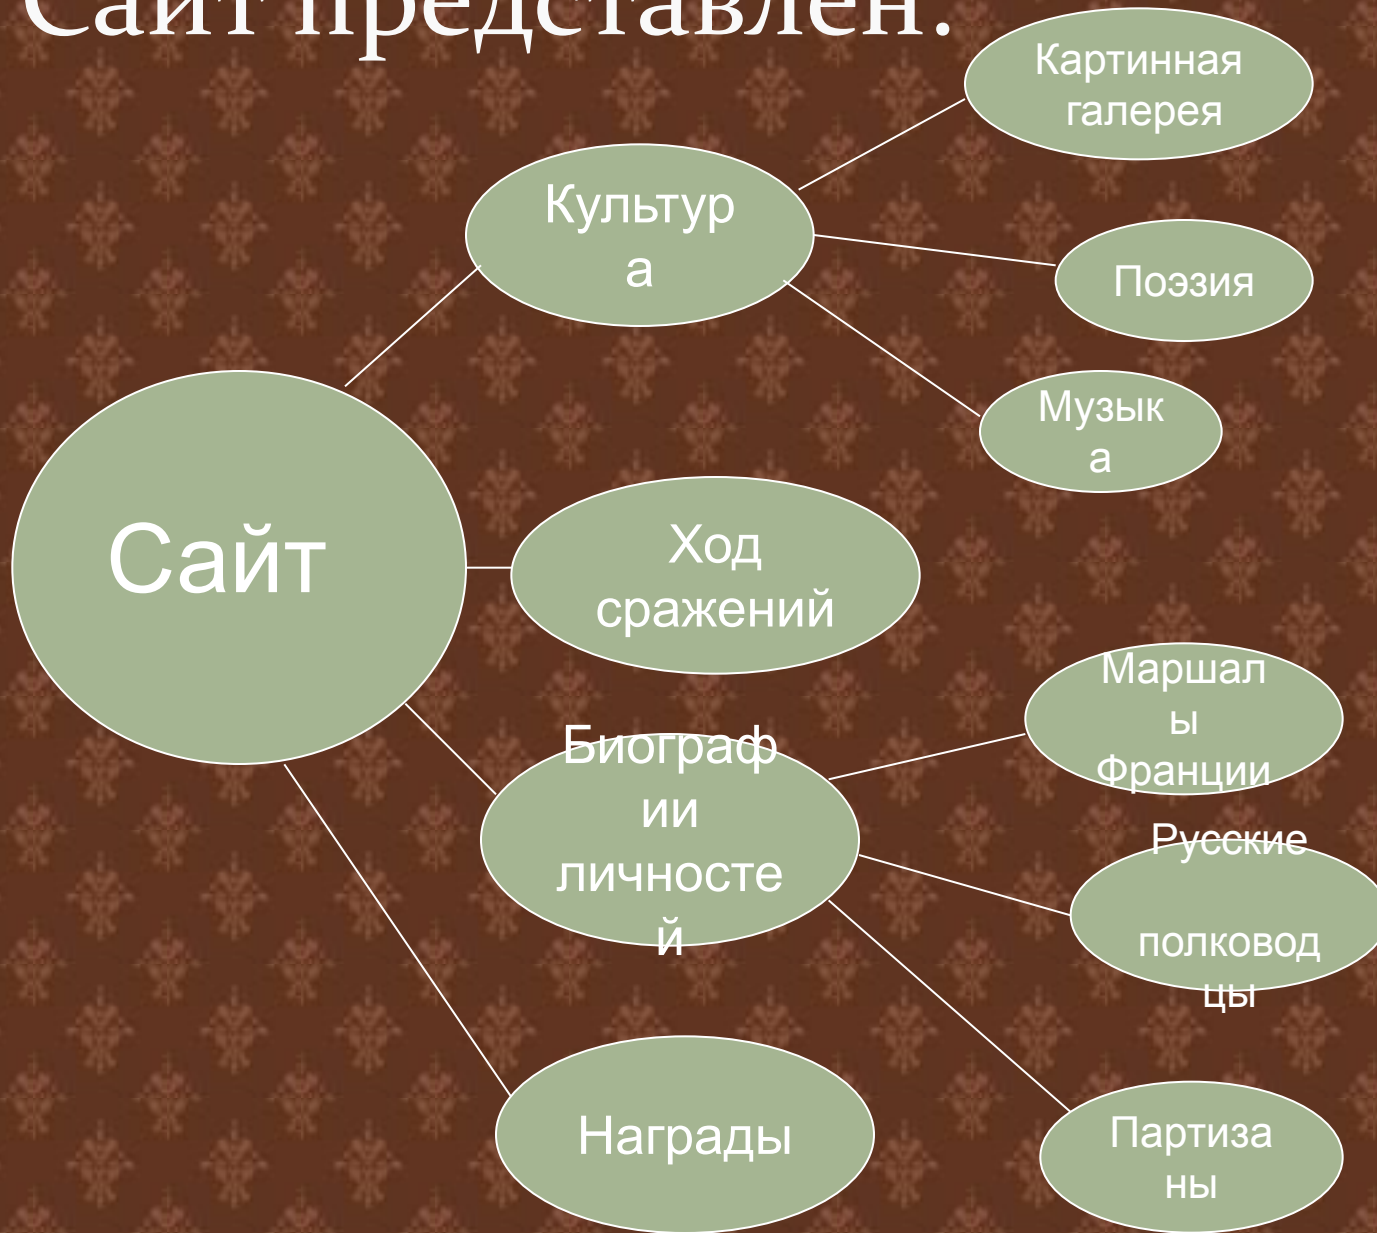 Сайт представлен:
Картинная
галерея
Культур
а
Поэзия
Музык
а
Сайт
Ход
сражений
Маршал
ы
Франции
Биограф
ии
личносте
й
Русские
полковод
цы
Награды
Партиза
ны